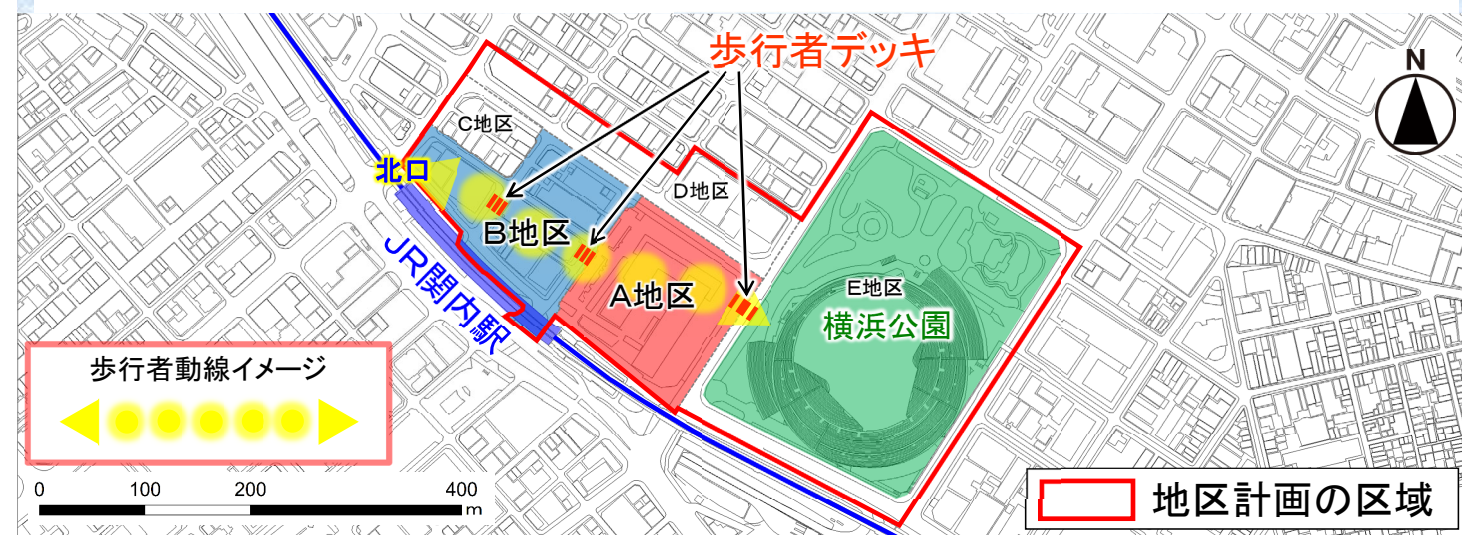 歩行者デッキ
N
C地区
北口
D地区
B地区
A地区
E地区
横浜公園
JR関内駅
歩行者動線イメージ
0 100 200 400
m
地区計画の区域